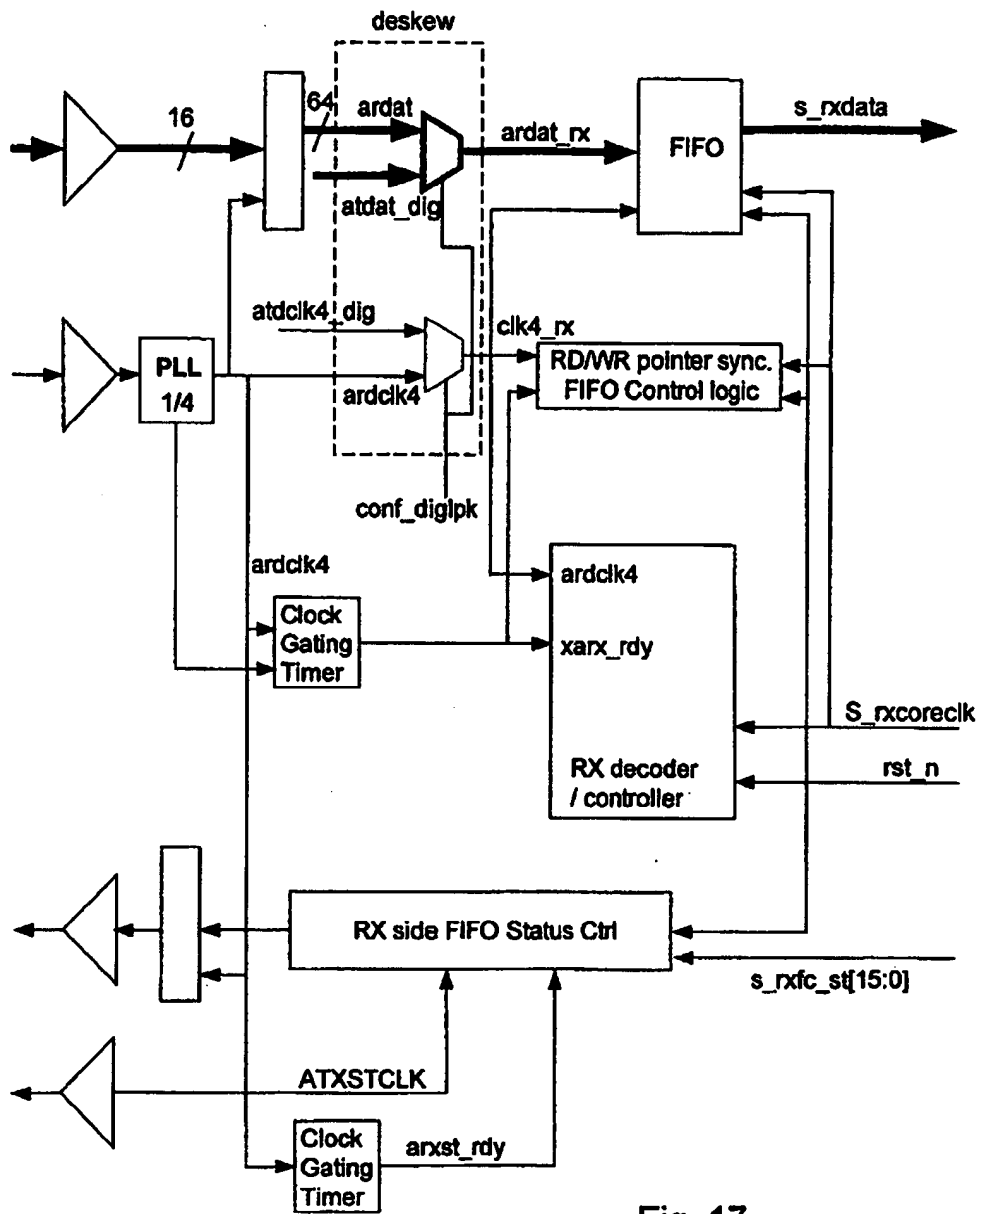 deskew
16
64
ardat
ardat_rx
s_rxdata
FIFO
atdat_dig
atdclk4_dig
clk4_rx
PLL
1/4
ardclk4
RD/WR pointer sync.
FIFO Control logic
conf_diglpk
ardclk4
ardclk4
Clock
Gating
Timer
xarx_rdy
S_rxcoreclk
rst_n
RX decoder
/ controller
RX side FIFO Status Ctrl
s_rxfc_st[15:0]
ATXSTCLK
Clock
Gating
Timer
arxst_rdy
Fig. 17